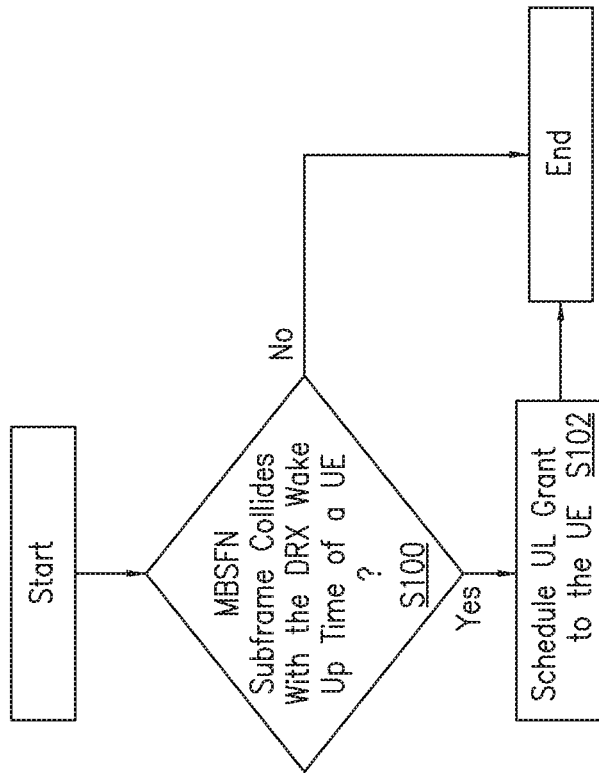 Start
MBSFN
Subframe Collides
With the DRX Wake
Up Time of a UE
?
S100
No
Yes
Schedule UL Grant
to the UE S102
End